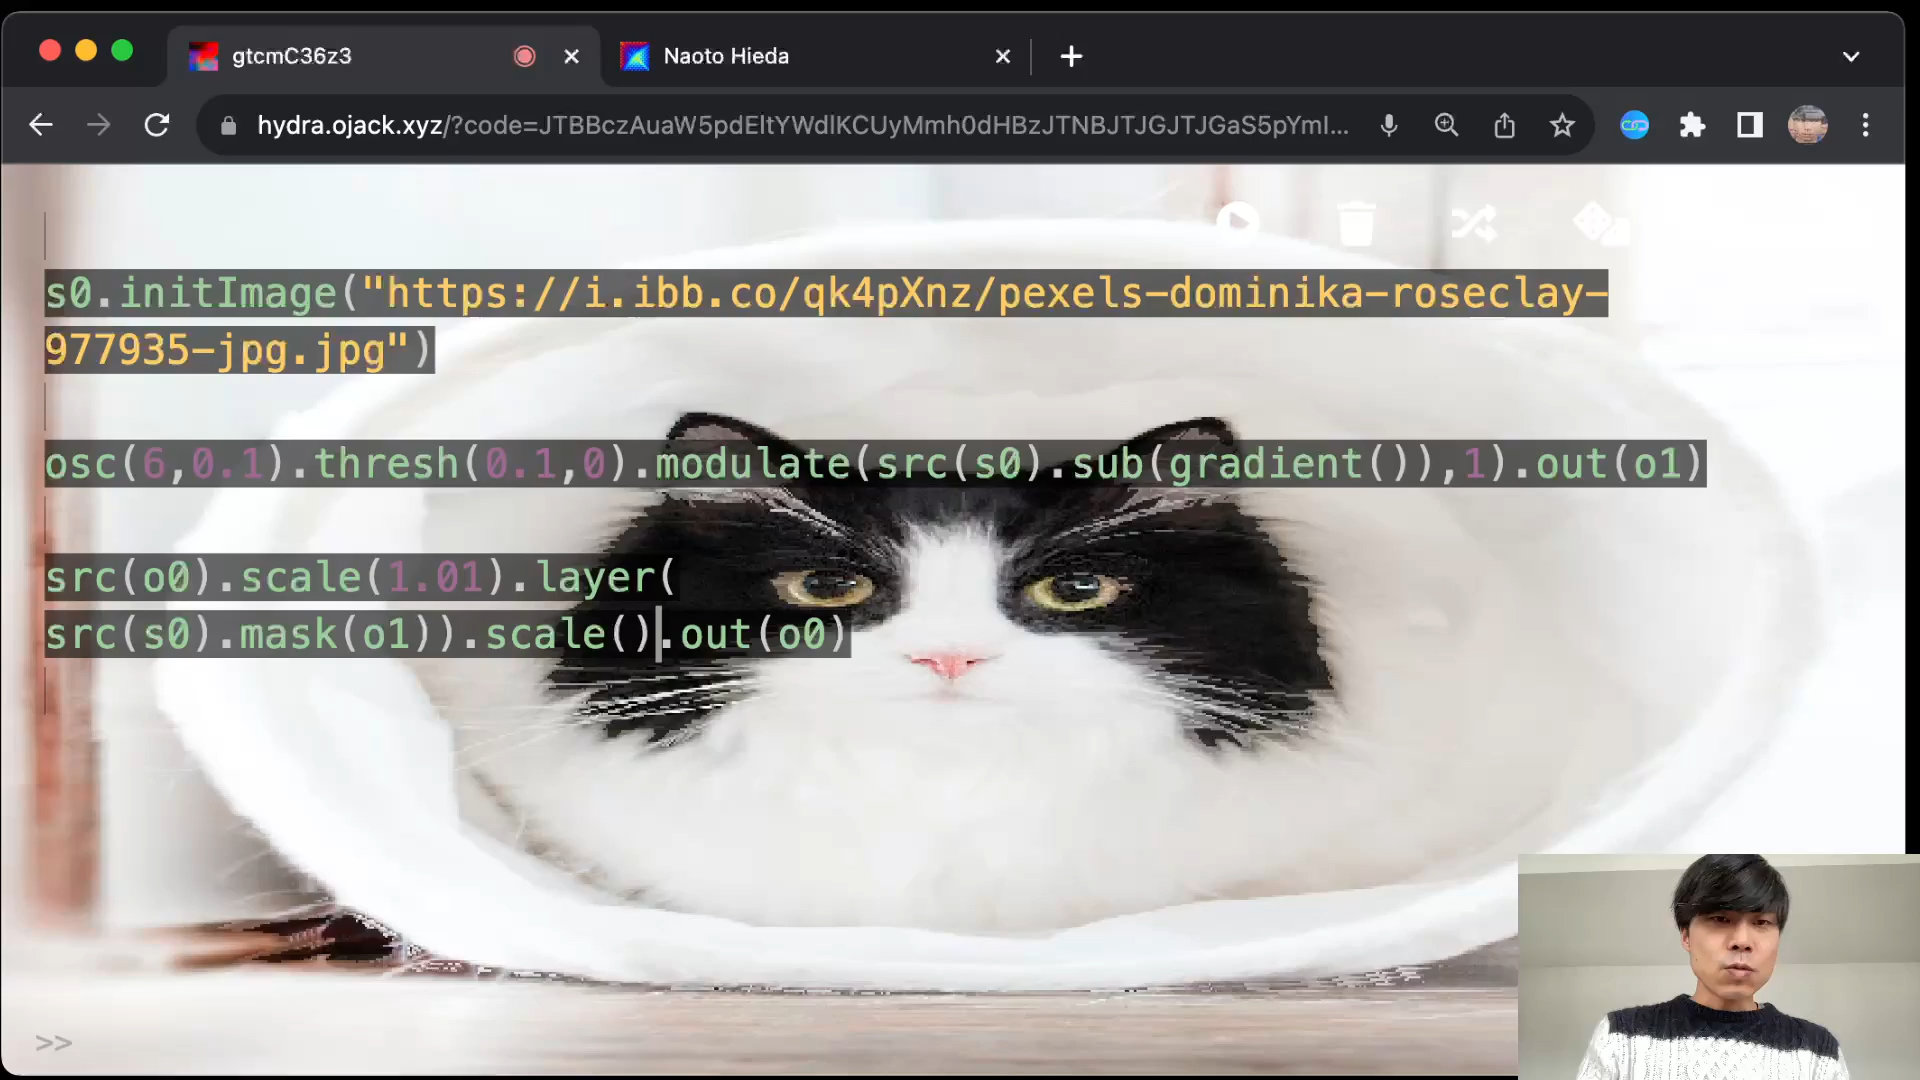 gtcmC36z3
Naoto Hieda
hydra.ojack.xyz/?code=JTBBczAuaW5pdEltYWdlKCUyMmh0dHBzJTNBJTJGJTJGaS5pYmI...
s0.initImage("https://i.ibb.co/qk4pXnz/pexels-dominika-roseclay-
977935-jpg.jpg")
osc(6,0.1).thresh(0.1,0).modulate(src(s0).sub(gradient()),1).out(o1)
src(o0).scale(1.01).layer(
src(s0).mask(o1)).scale().out(o0)
>>